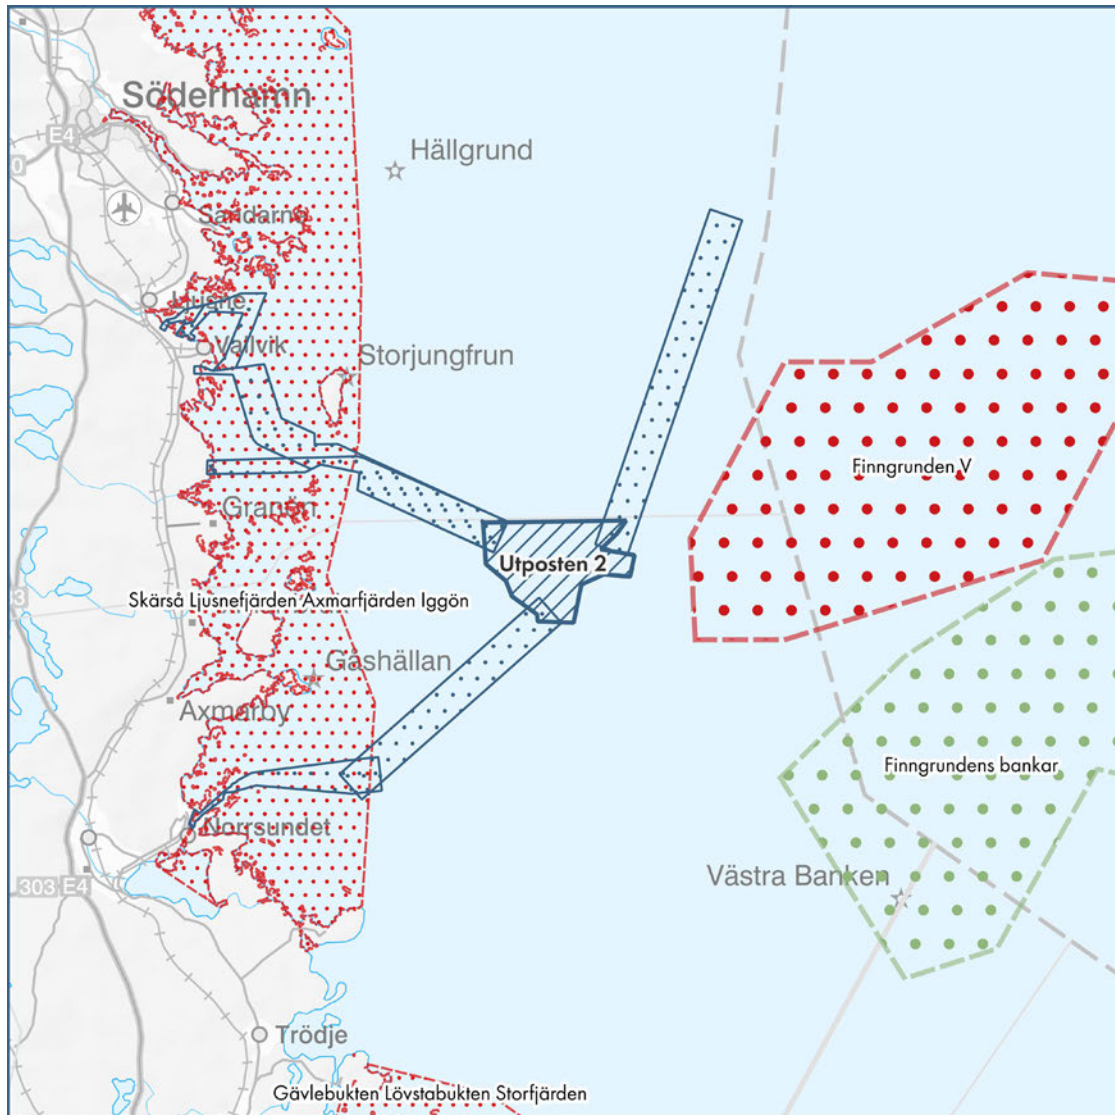 Söderhamn
E4
0
Hällgrund
Sandarne
Ljusne
Vallvik
Storjungfrun
Finngrunden V
Granön
Utposten 2
Skärså Ljusnefjärden Axmarfjärden Iggön
Gåshällan
Axmarby
Finngrundens bankar
Norrsundet
Västra Banken
303 E4
Trödje
Gävlebukten Lövstabukten Storfjärden